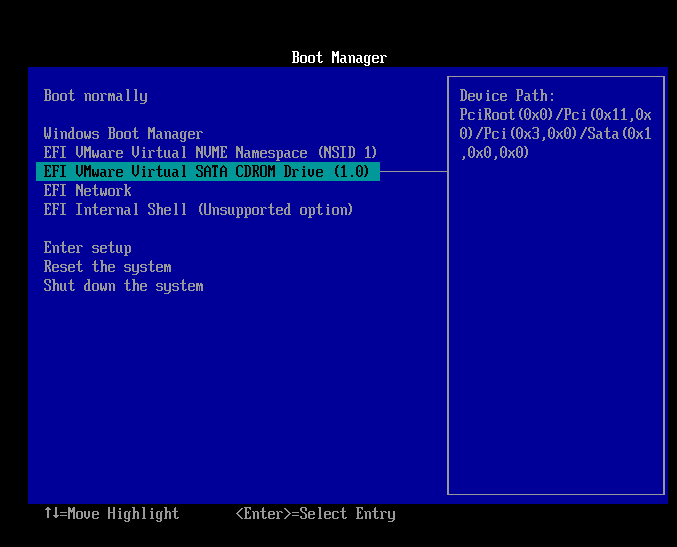 Boot Manager
Boot normally
Windows Boot Manager
EFI VMware Virtual NVME Namespace (NSID 1)
EFI VMware Virtual SATA CDROM Drive (1.0)
EFI Network
EFI Internal Shell (Unsupported option)
Enter setup
Reset the system
Shut down the system
Device Path:
PciRoot(0x0)/Pci(0x11,0x
0)/Pci(0x3,0x0)/Sata(0x1
,0x0,0x0)
↑↓=Move Highlight <Enter>=Select Entry